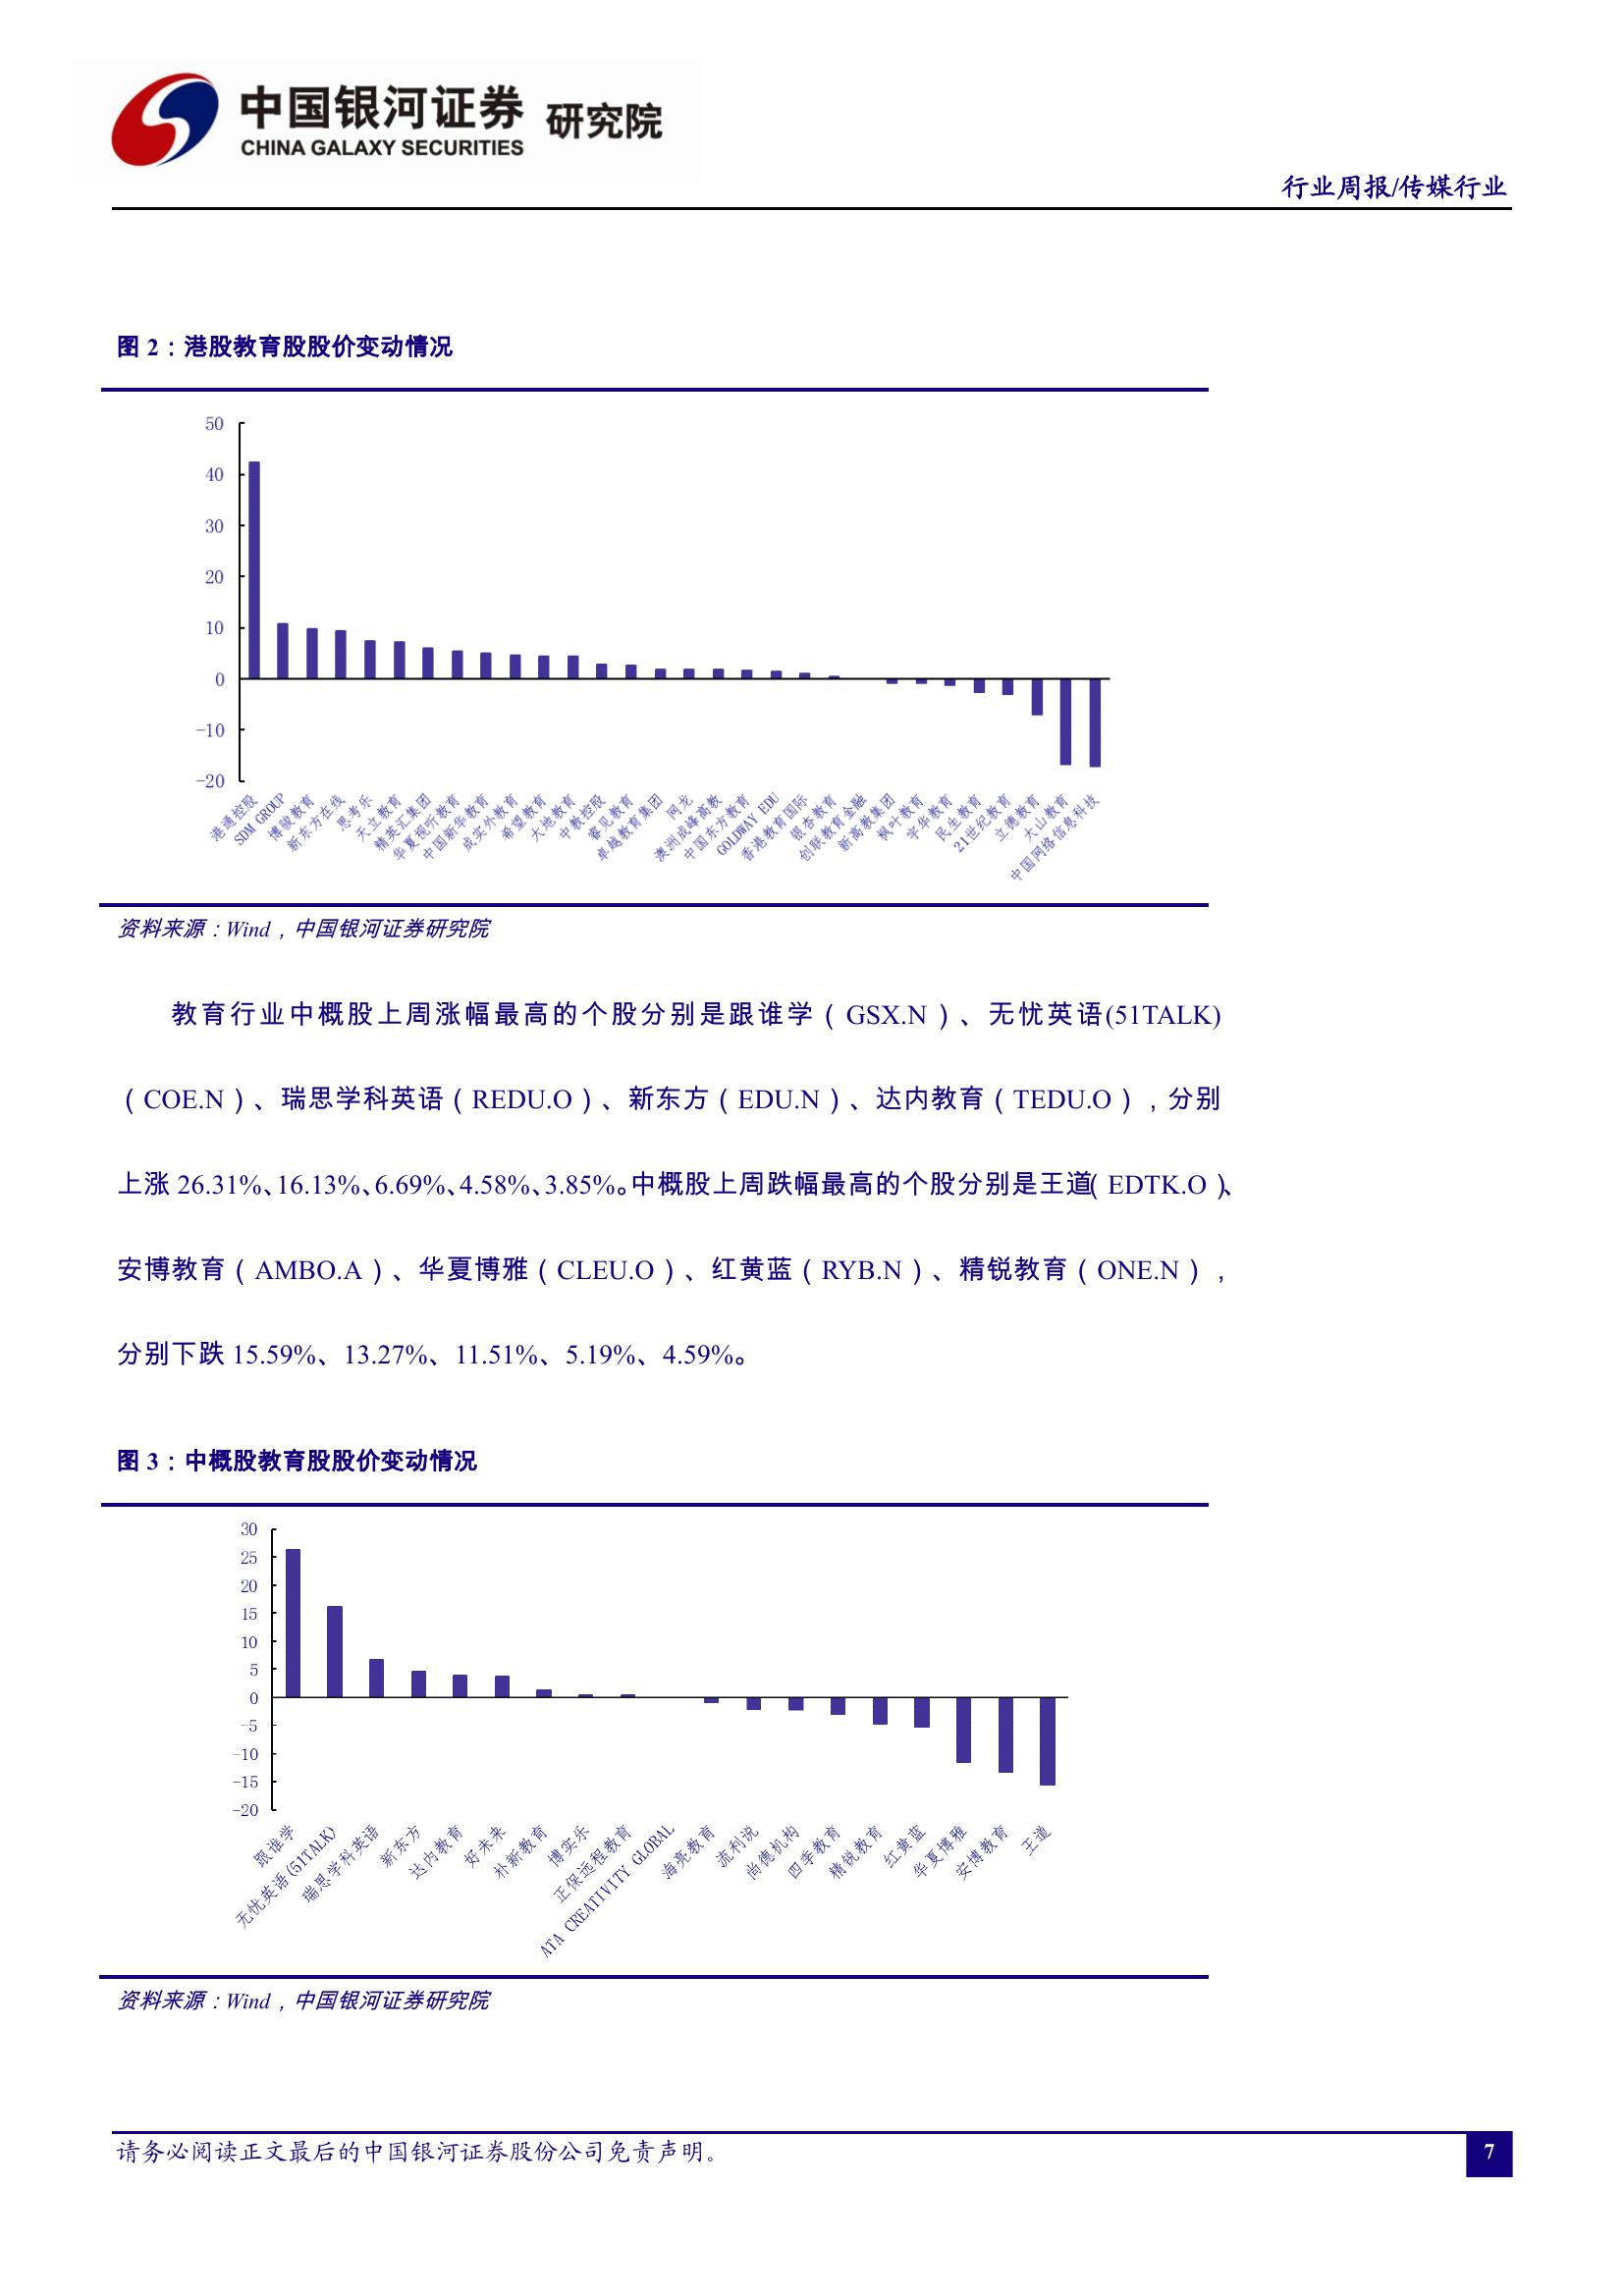 中国银河证券 研究院
CHINA GALAXY SECURITIES
行业周报/传媒行业
图 2：港股教育股股价变动情况
50
40
30
20
10
0
-10
-20
港通控股
SDM GROUP
博骏教育
新东方在线
思考乐
天立教育
精英汇集团
华夏视听教育
中国新华教育
成实外教育
希望教育
大地教育
中教控股
睿见教育
卓越教育集团
网龙
澳洲成峰高教
中国东方教育
GOLDWAY EDU
香港教育国际
银杏教育
创联教育金融
新高教集团
枫叶教育
宇华教育
民生教育
21世纪教育
立德教育
大山教育
中国网络信息科技
资料来源：Wind，中国银河证券研究院
教育行业中概股上周涨幅最高的个股分别是跟谁学（GSX.N）、无忧英语(51TALK)
（COE.N）、瑞思学科英语（REDU.O）、新东方（EDU.N）、达内教育（TEDU.O），分别
上涨 26.31%、16.13%、6.69%、4.58%、3.85%。中概股上周跌幅最高的个股分别是王道（EDTK.O）、
安博教育（AMBO.A）、华夏博雅（CLEU.O）、红黄蓝（RYB.N）、精锐教育（ONE.N），
分别下跌 15.59%、13.27%、11.51%、5.19%、4.59%。
图 3：中概股教育股股价变动情况
30
25
20
15
10
5
0
-5
-10
-15
-20
跟谁学
无忧英语(51TALK)
瑞思学科英语
新东方
达内教育
好未来
朴新教育
博实乐
正保远程教育
ATA CREATIVITY GLOBAL
海亮教育
流利说
尚德机构
四季教育
精锐教育
红黄蓝
华夏博雅
安博教育
王道
资料来源：Wind，中国银河证券研究院
请务必阅读正文最后的中国银河证券股份公司免责声明。
7